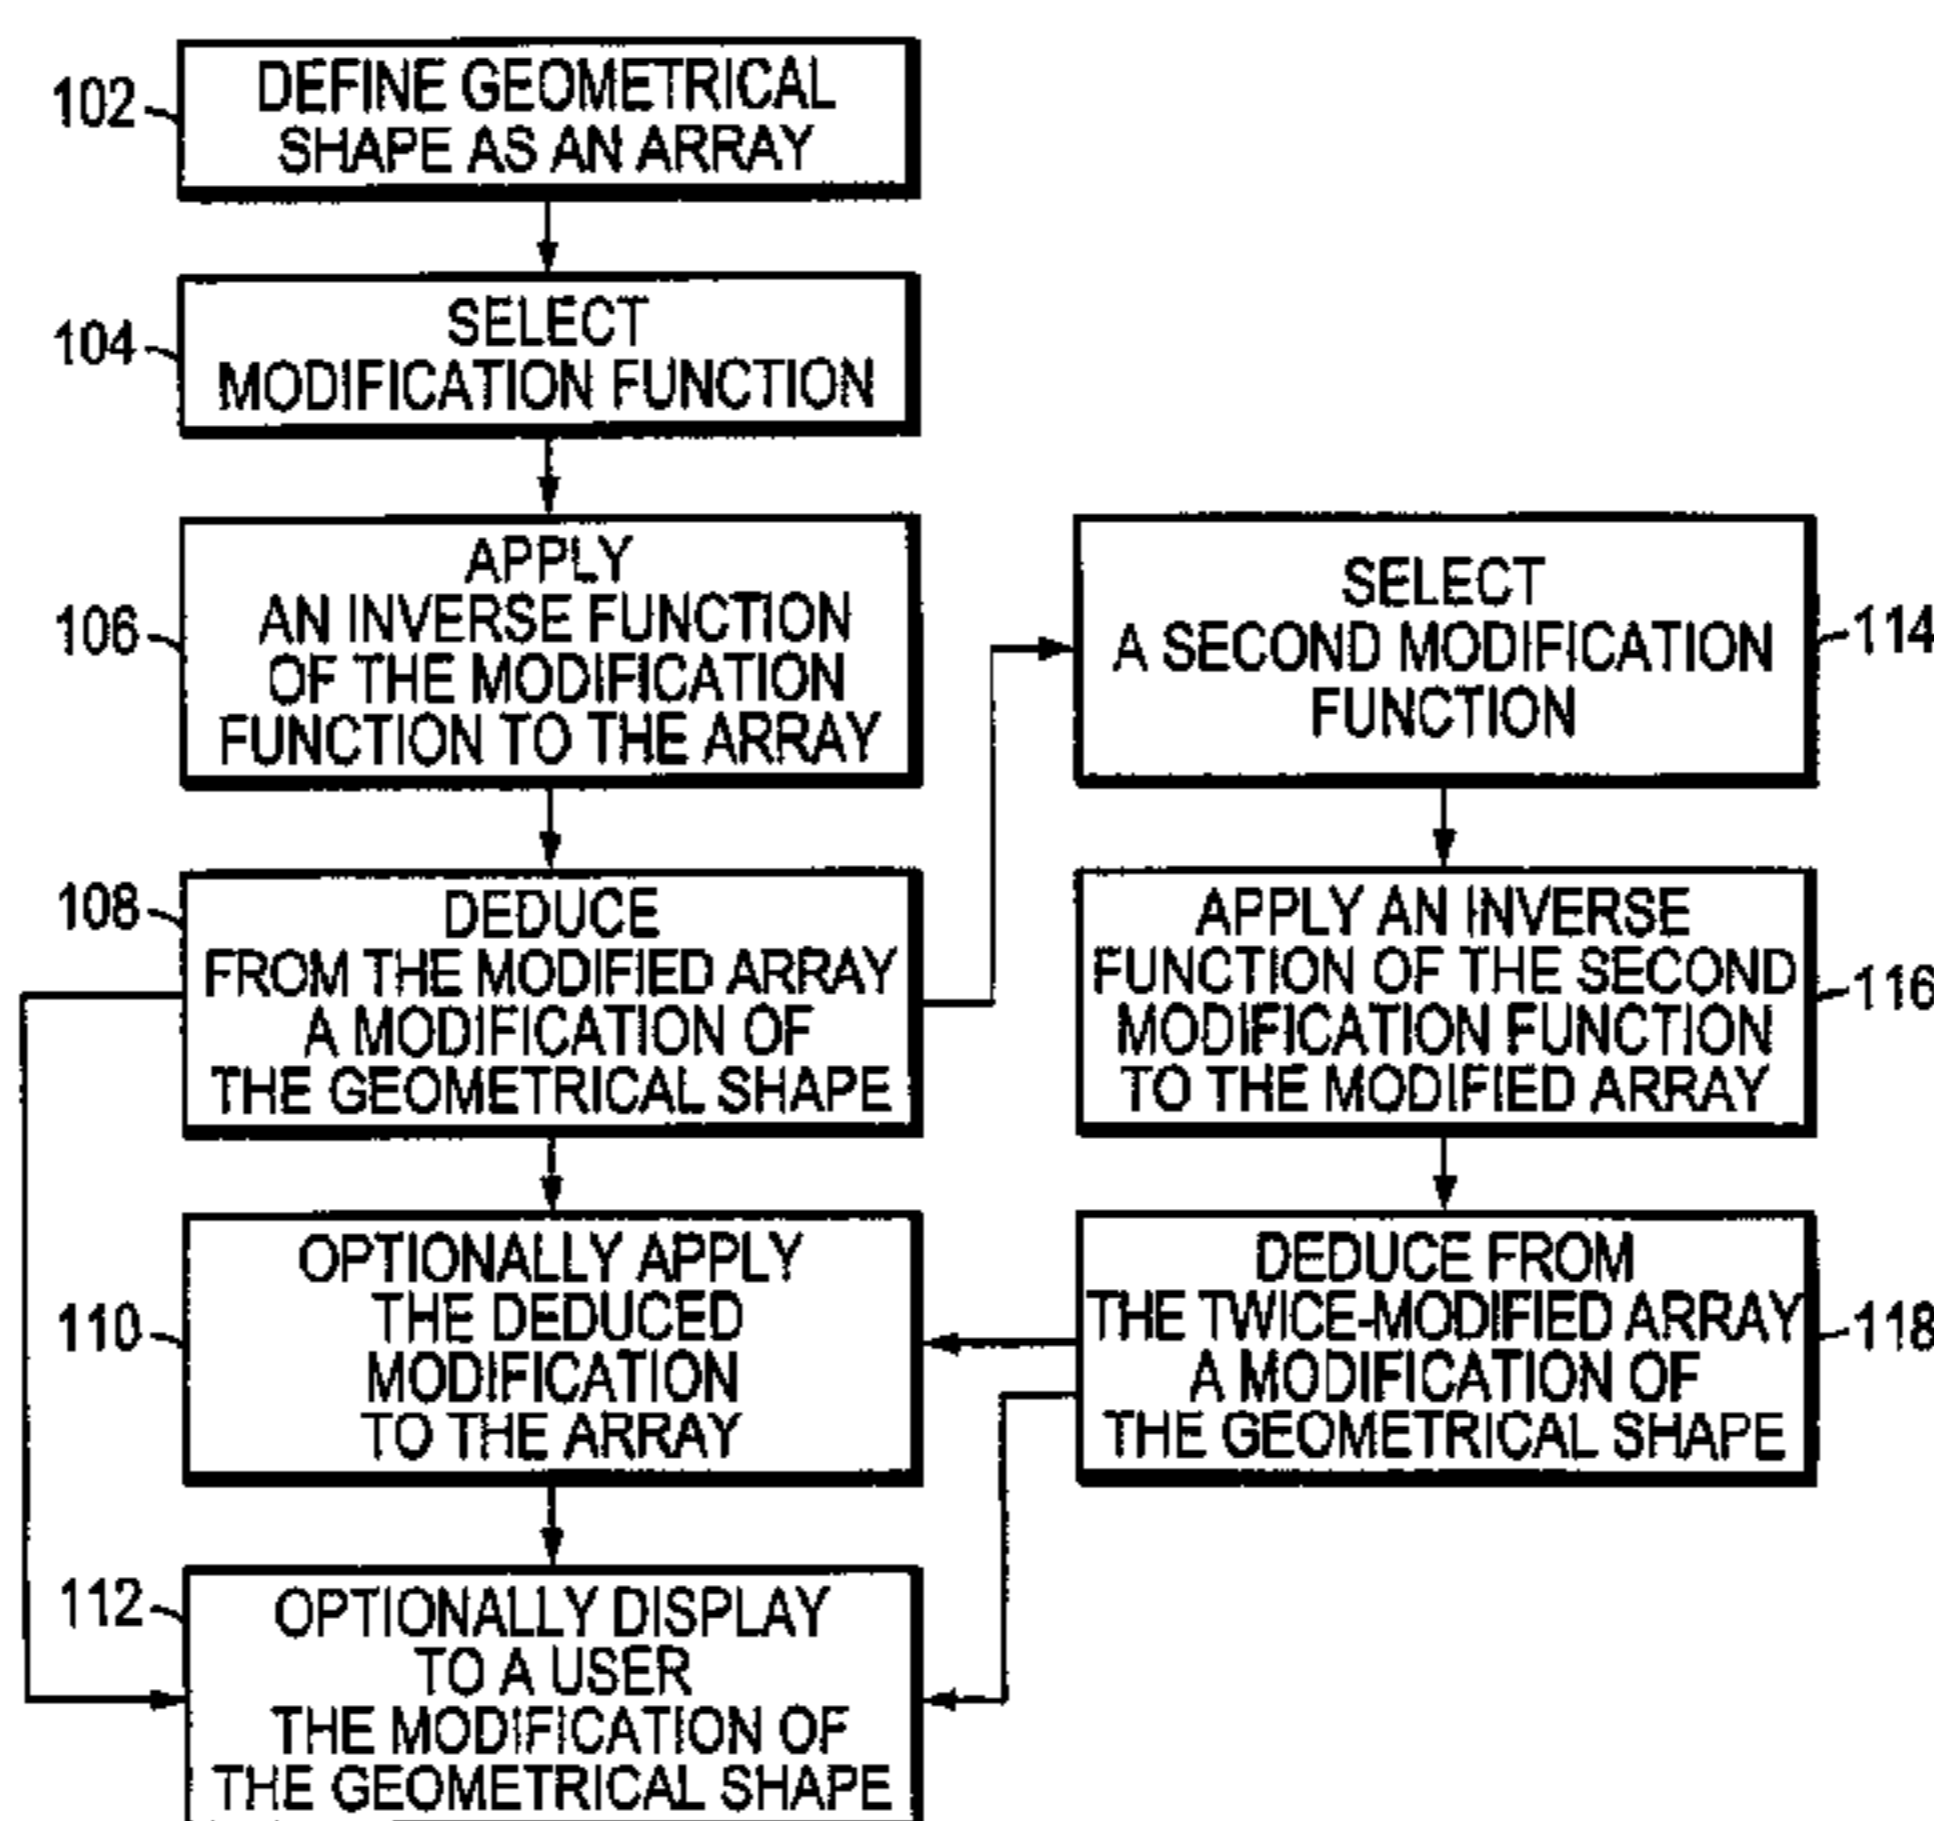 102
DEFINE GEOMETRICAL
SHAPE AS AN ARRAY
104
SELECT
MODIFICATION FUNCTION
106
APPLY
AN INVERSE FUNCTION
OF THE MODIFICATION
FUNCTION TO THE ARRAY
108
DEDUCE
FROM THE MODIFIED ARRAY
A MODIFICATION OF
THE GEOMETRICAL SHAPE
110
OPTIONALLY APPLY
THE DEDUCED
MODIFICATION
TO THE ARRAY
112
OPTIONALLY DISPLAY
TO A USER
THE MODIFICATION OF
THE GEOMETRICAL SHAPE
SELECT
A SECOND MODIFICATION
FUNCTION
114
APPLY AN INVERSE
FUNCTION OF THE SECOND
MODIFICATION FUNCTION
TO THE MODIFIED ARRAY
116
DEDUCE FROM
THE TWICE-MODIFIED ARRAY
A MODIFICATION OF
THE GEOMETRICAL SHAPE
118